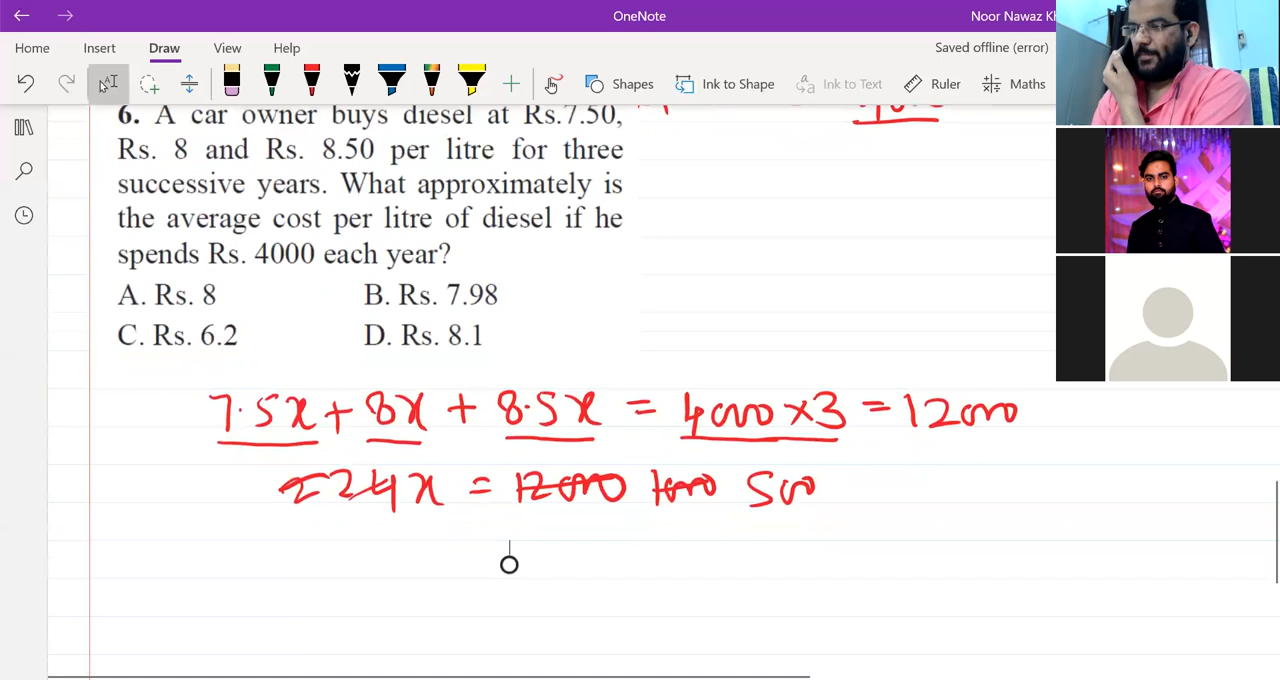 OneNote
Noor Nawaz Kh
Home Insert Draw View Help
Saved offline (error)
Shapes Ink to Shape Ink to Text Ruler Maths
6. A car owner buys diesel at Rs.7.50,
Rs. 8 and Rs. 8.50 per litre for three
successive years. What approximately is
the average cost per litre of diesel if he
spends Rs. 4000 each year?
A. Rs. 8 B. Rs. 7.98
C. Rs. 6.2 D. Rs. 8.1
7.5x + 8x + 8.5x = 4000 × 3 = 12000
24x = 12000 1000 500